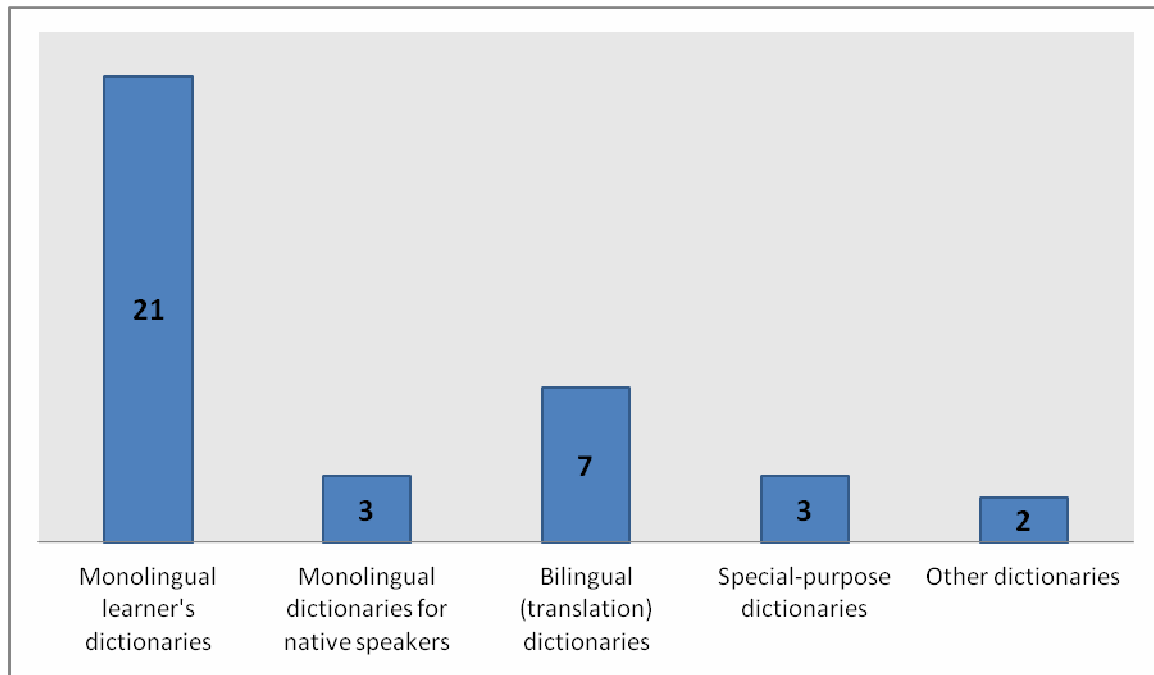 21
3
7
3
2
Monolingual
learner's
dictionaries
Monolingual
dictionaries for
native speakers
Bilingual
(translation)
dictionaries
Special-purpose
dictionaries
Other dictionaries